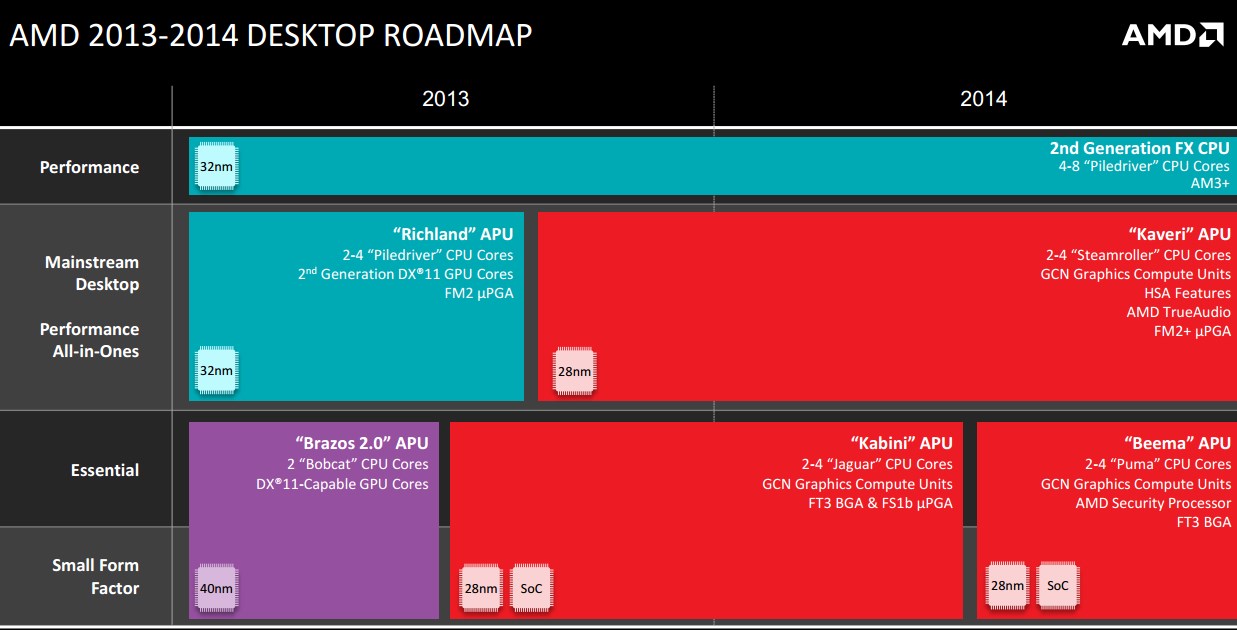 AMD 2013-2014 DESKTOP ROADMAP
AMD
2013
2014
Performance
32nm
2nd Generation FX CPU
4-8 “Piledriver” CPU Cores
AM3+
Mainstream
Desktop
Performance
All-in-Ones
“Richland” APU
2-4 “Piledriver” CPU Cores
2nd Generation DX®11 GPU Cores
FM2 µPGA
32nm
“Kaveri” APU
2-4 “Steamroller” CPU Cores
GCN Graphics Compute Units
HSA Features
AMD TrueAudio
FM2+ µPGA
28nm
Essential
Small Form
Factor
“Brazos 2.0” APU
2 “Bobcat” CPU Cores
DX®11-Capable GPU Cores
40nm
“Kabini” APU
2-4 “Jaguar” CPU Cores
GCN Graphics Compute Units
FT3 BGA & FS1b µPGA
28nm
SoC
“Beema” APU
2-4 “Puma” CPU Cores
GCN Graphics Compute Units
AMD Security Processor
FT3 BGA
28nm
SoC